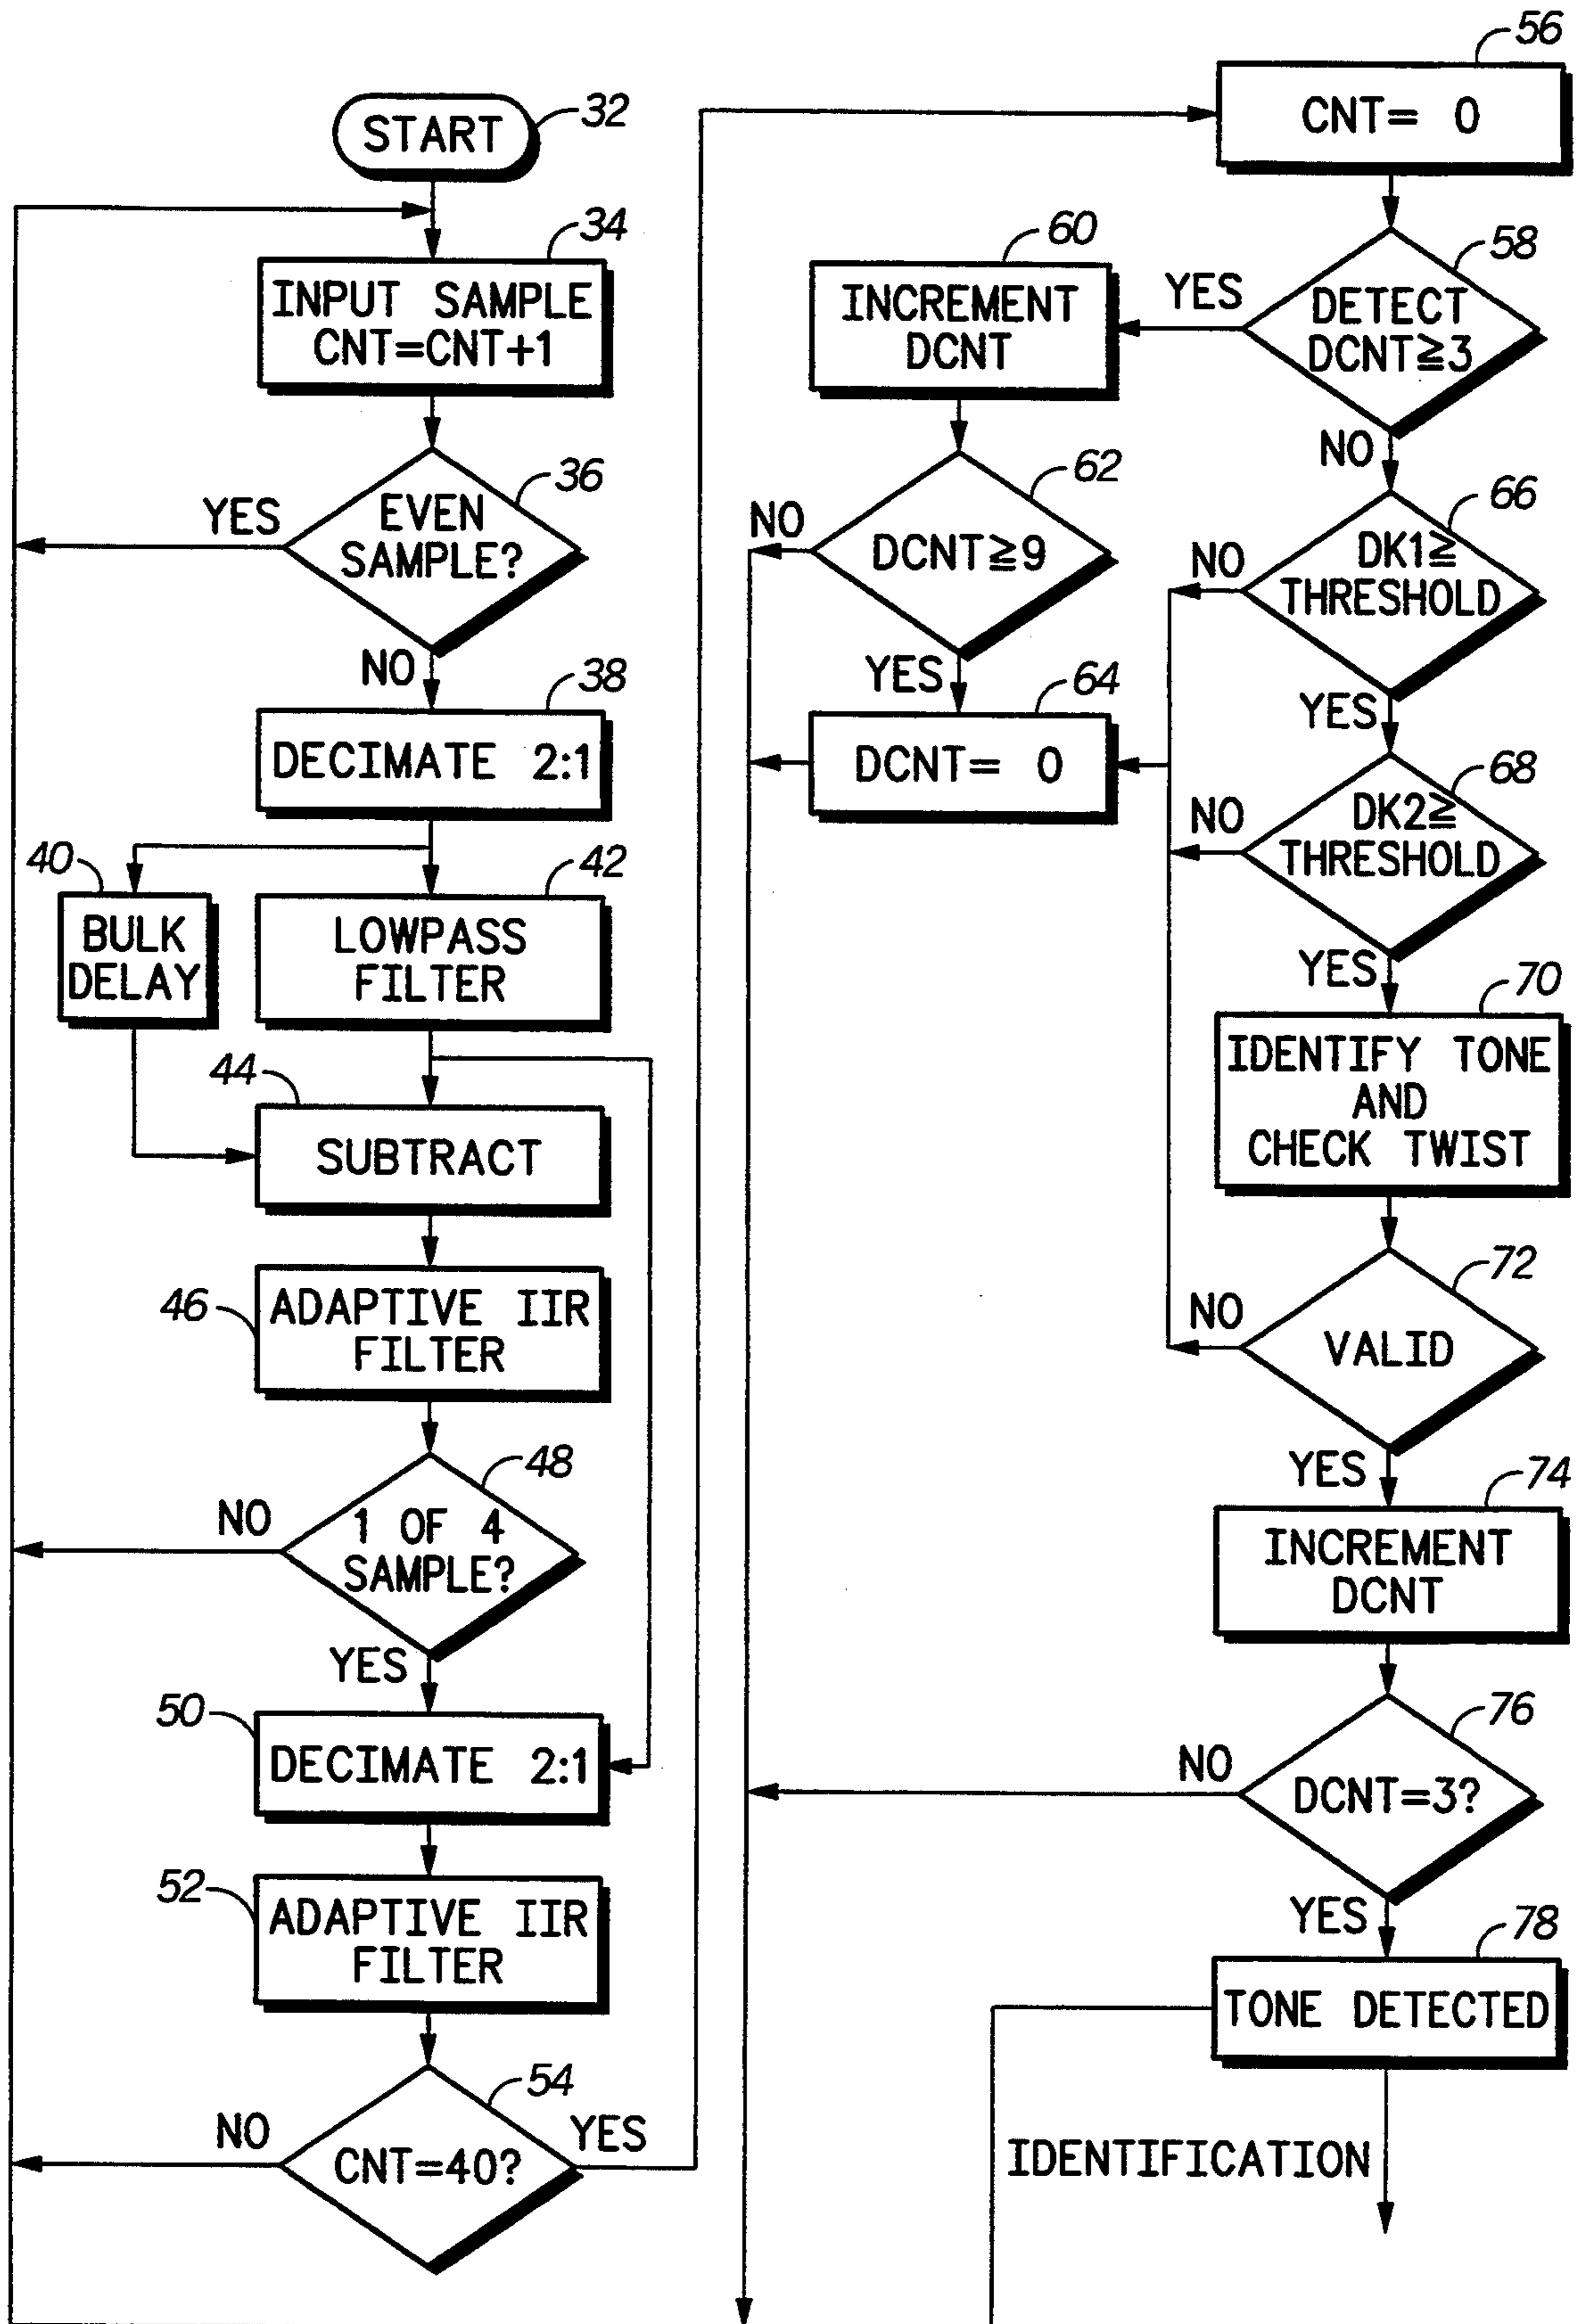 START
32
34
INPUT SAMPLE
CNT=CNT+1
36
YES
EVEN
SAMPLE?
NO
38
DECIMATE 2:1
40
BULK
DELAY
42
LOWPASS
FILTER
44
SUBTRACT
46
ADAPTIVE IIR
FILTER
48
NO
1 OF 4
SAMPLE?
YES
50
DECIMATE 2:1
52
ADAPTIVE IIR
FILTER
54
NO
CNT=40?
YES
56
CNT= 0
58
YES
DETECT
DCNT≧3
NO
60
INCREMENT
DCNT
62
NO
DCNT≧9
YES
64
DCNT= 0
66
NO
DK1≧
THRESHOLD
YES
68
NO
DK2≧
THRESHOLD
YES
70
IDENTIFY TONE
AND
CHECK TWIST
72
NO
VALID
YES
74
INCREMENT
DCNT
76
NO
DCNT=3?
YES
78
TONE DETECTED
IDENTIFICATION